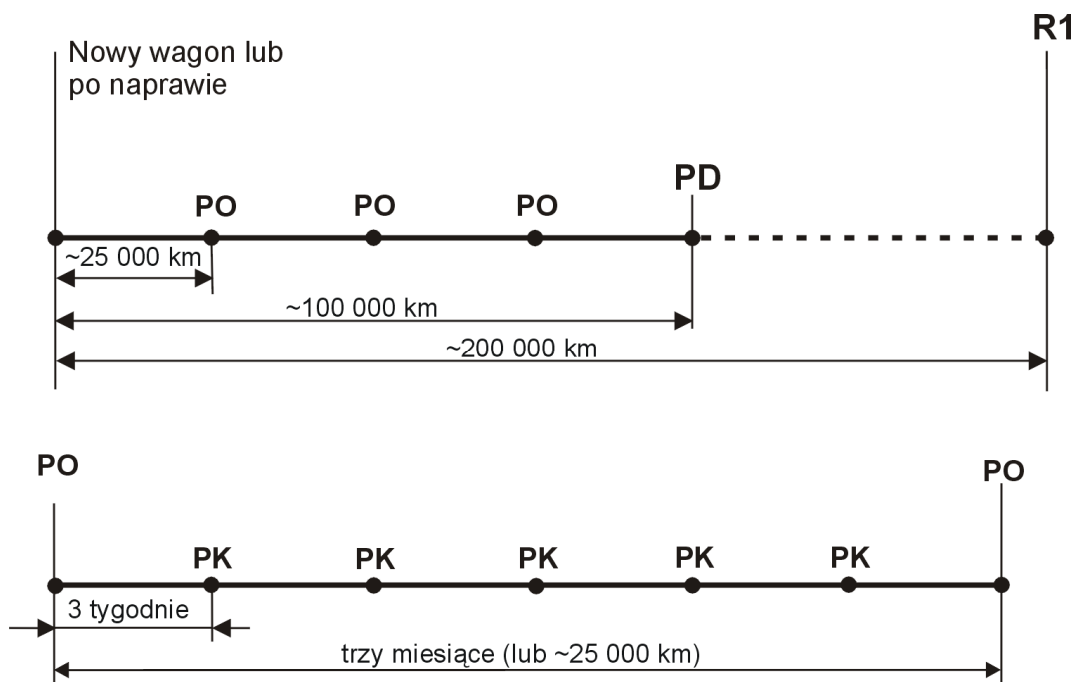 R1
Nowy wagon lub
po naprawie
PD
PO PO PO
~25 000 km
~100 000 km
~200 000 km
PO PO
PK PK PK PK PK
3 tygodnie
trzy miesiące (lub ~25 000 km)